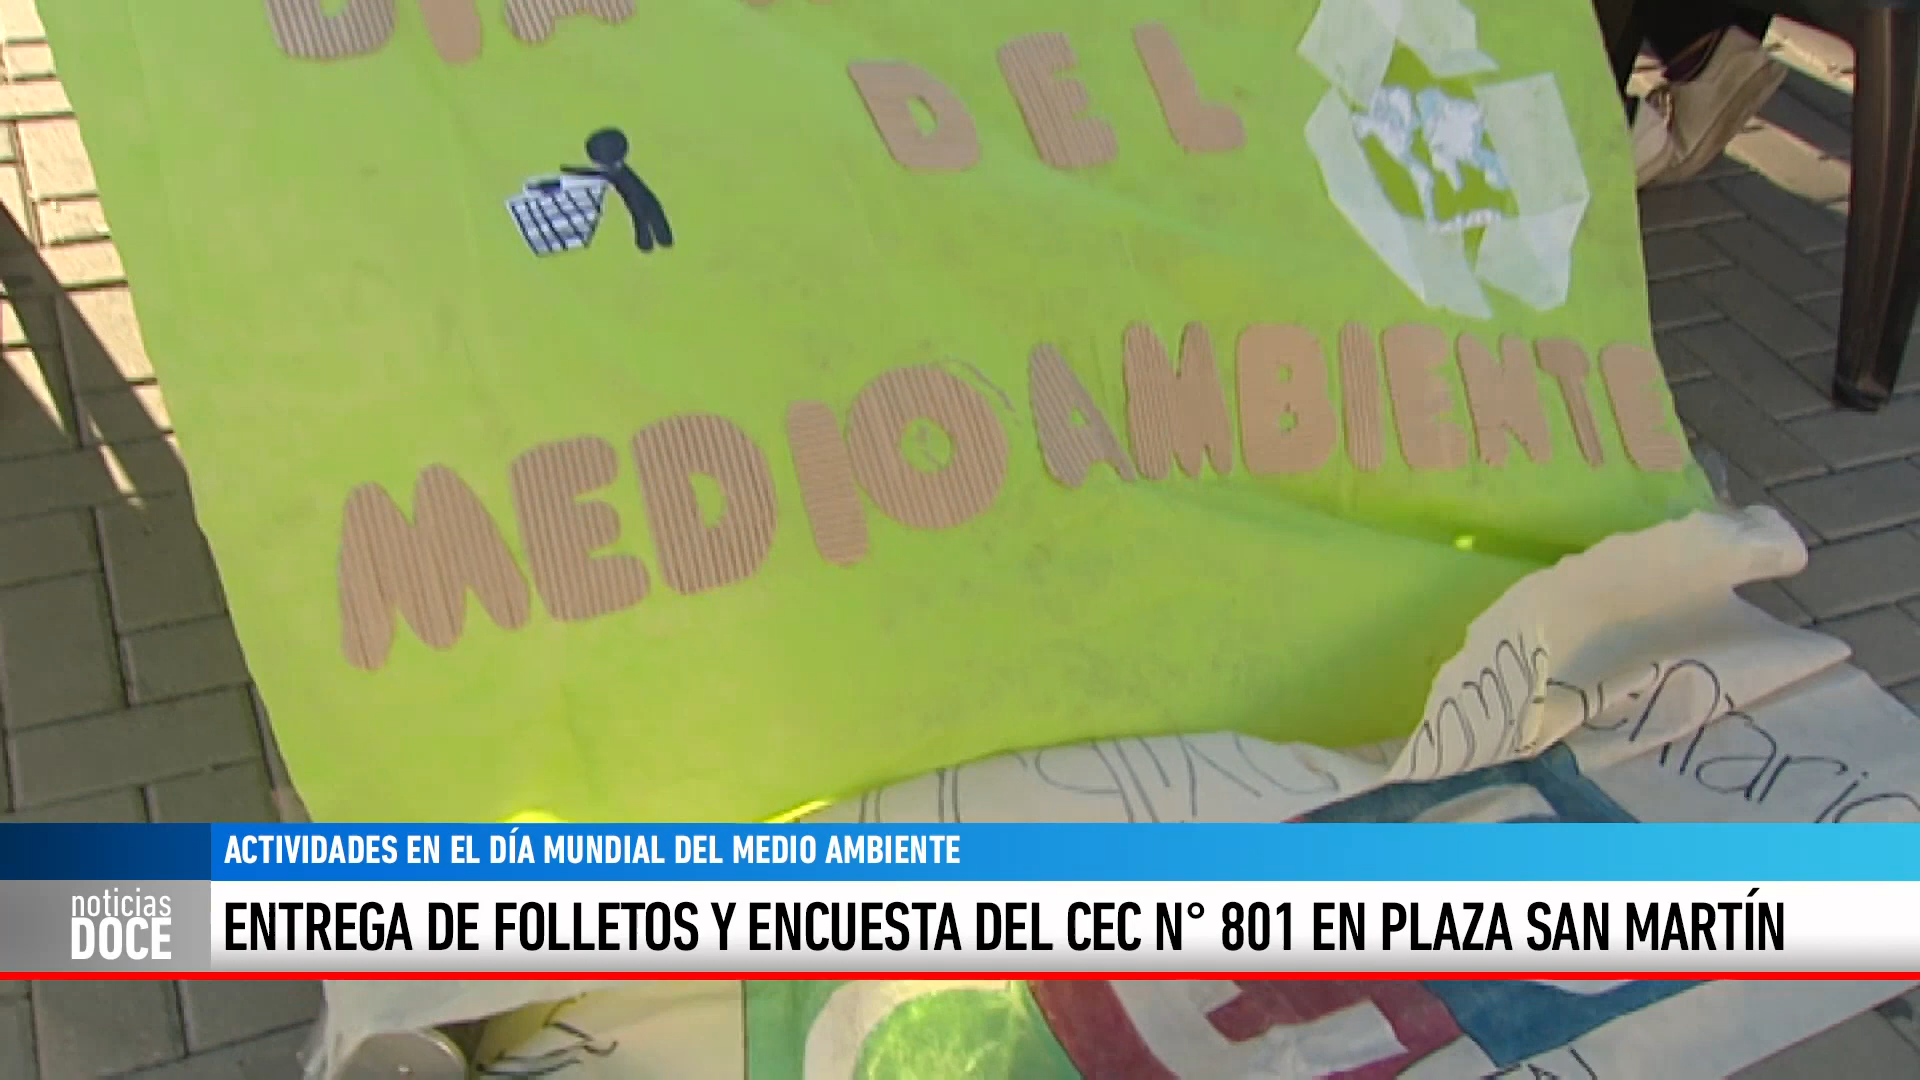 DÍA
DEL
MEDIO AMBIENTE
ACTIVIDADES EN EL DÍA MUNDIAL DEL MEDIO AMBIENTE
noticias
DOCE
ENTREGA DE FOLLETOS Y ENCUESTA DEL CEC N° 801 EN PLAZA SAN MARTÍN